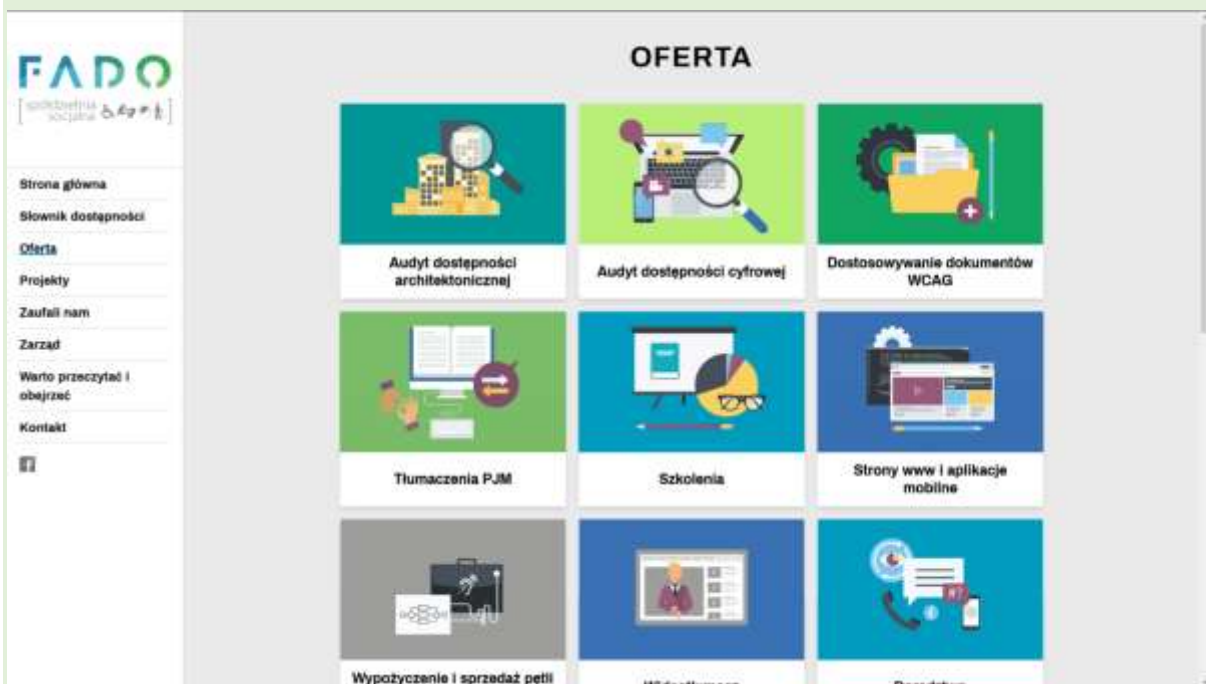 FADO
spółdzielnia
socjalna
Strona główna
Słownik dostępności
Oferta
Projekty
Zaufali nam
Zarząd
Warto przeczytać i
obejrzeć
Kontakt
OFERTA
Audyt dostępności
architektonicznej
Audyt dostępności cyfrowej
Dostosowywanie dokumentów
WCAG
Tłumaczenia PJM
Szkolenia
Strony www i aplikacje
mobilne
Wypożyczenie i sprzedaż pętli